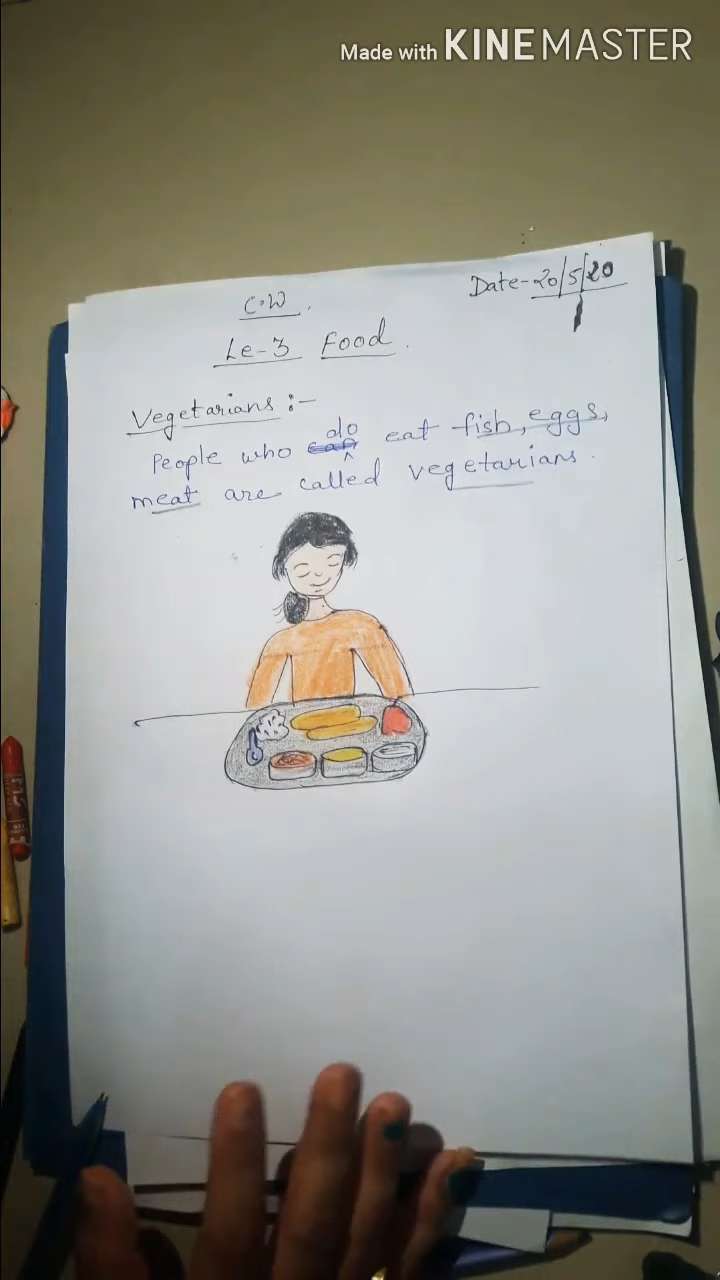 Made with KINEMASTER
Date-20/5/20
C.W.
Le-3 Food.
Vegetarians :-
do
People who can ^ eat fish, eggs,
meat are called vegetarians.